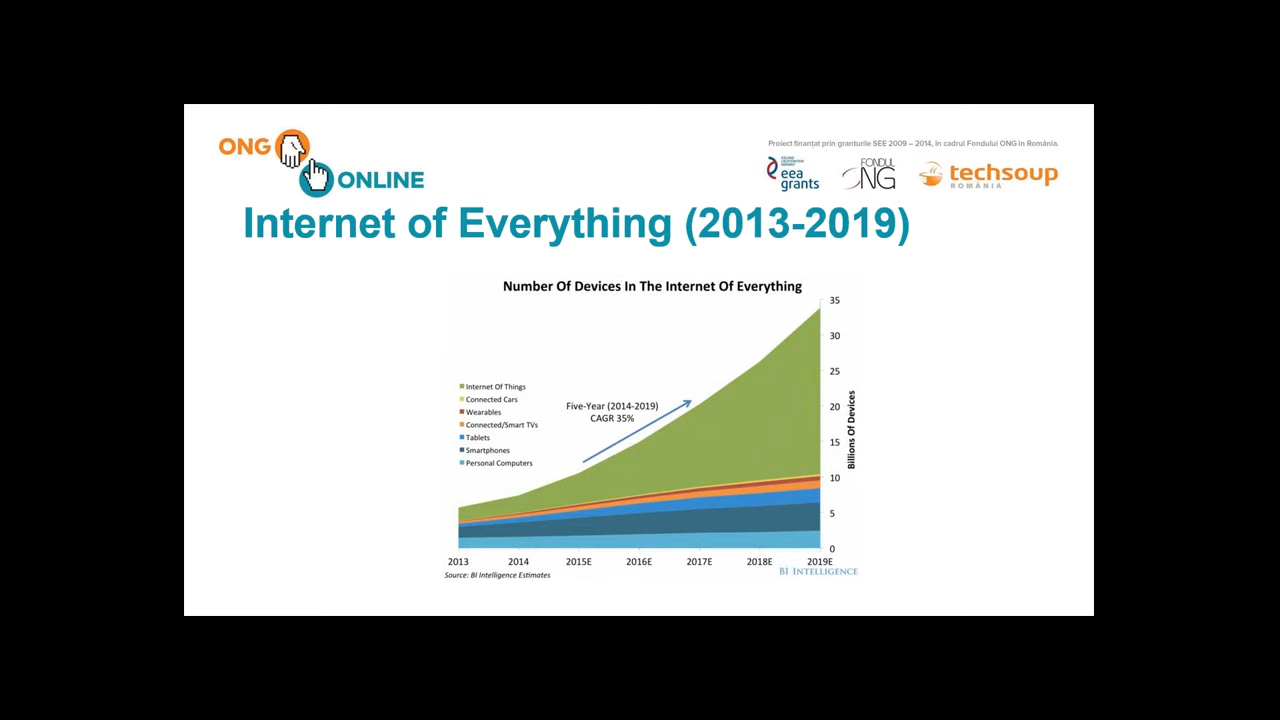 ONG
ONLINE
Proiect finanțat prin granturile SEE 2009 – 2014, în cadrul Fondului ONG în România.
eea
grants
FONDUL
ONG
techsoup
ROMÂNIA
Internet of Everything (2013-2019)
Number Of Devices In The Internet Of Everything
Internet Of Things
Connected Cars
Wearables
Connected/Smart TVs
Tablets
Smartphones
Personal Computers
Five-Year (2014-2019)
CAGR 35%
35
30
25
20
15
10
5
0
Billions Of Devices
2013 2014 2015E 2016E 2017E 2018E 2019E
Source: BI Intelligence Estimates
BI INTELLIGENCE